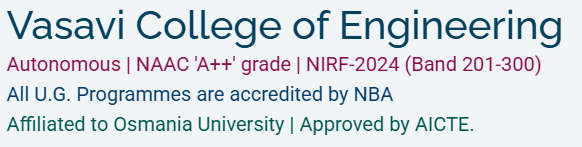 Vasavi College of Engineering
Autonomous | NAAC 'A++' grade | NIRF-2024 (Band 201-300)
All U.G. Programmes are accredited by NBA
Affiliated to Osmania University | Approved by AICTE.